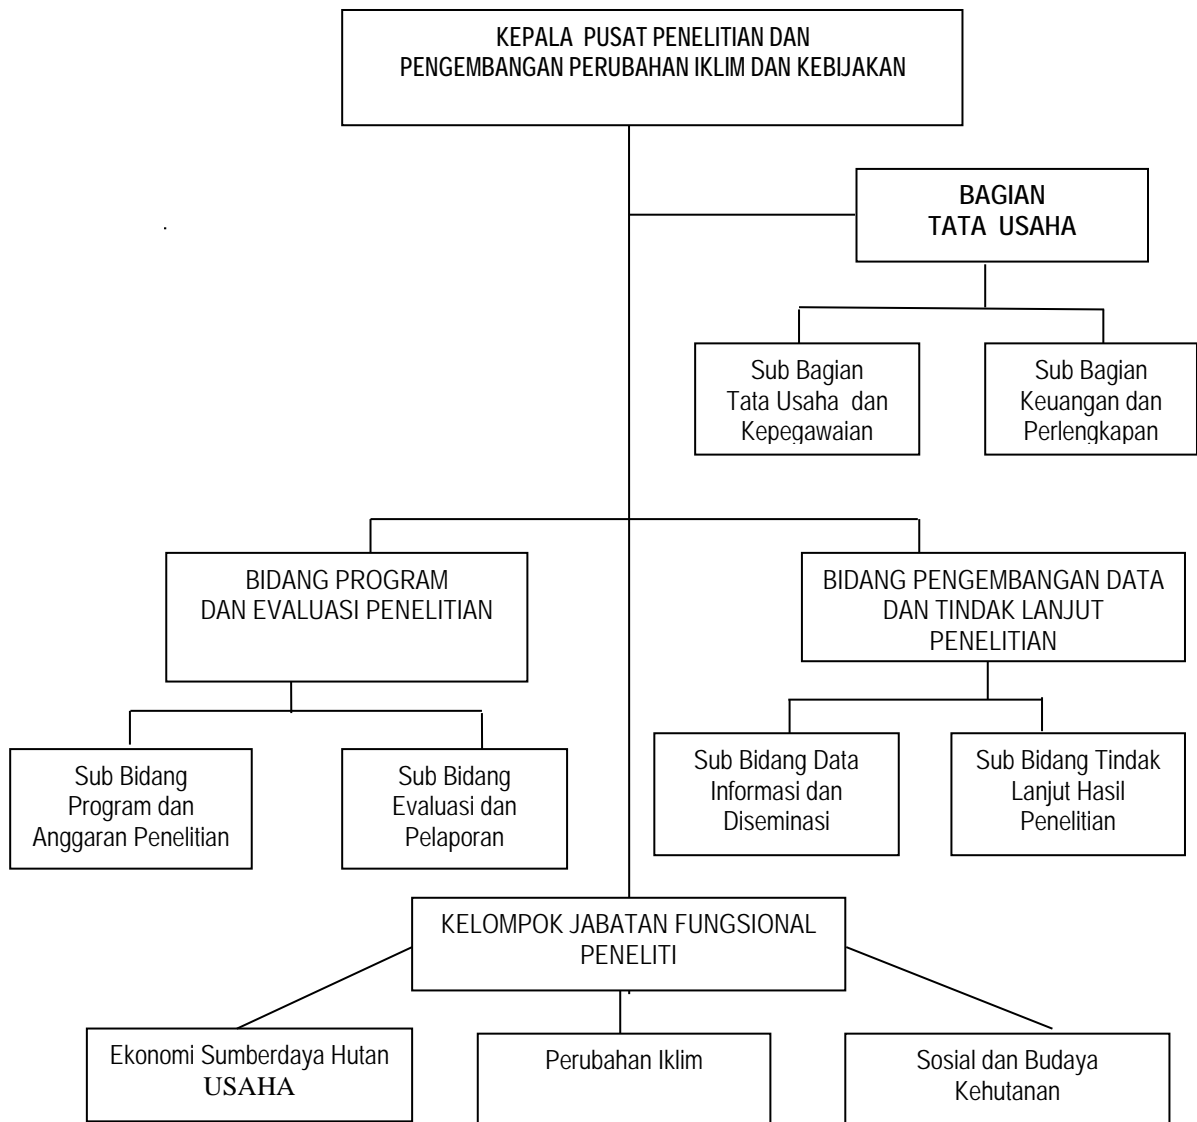 KEPALA PUSAT PENELITIAN DAN
PENGEMBANGAN PERUBAHAN IKLIM DAN KEBIJAKAN
BAGIAN
TATA USAHA
Sub Bagian
Tata Usaha dan
Kepegawaian
Sub Bagian
Keuangan dan
Perlengkapan
BIDANG PROGRAM
DAN EVALUASI PENELITIAN
BIDANG PENGEMBANGAN DATA
DAN TINDAK LANJUT
PENELITIAN
Sub Bidang
Program dan
Anggaran Penelitian
Sub Bidang
Evaluasi dan
Pelaporan
Sub Bidang Data
Informasi dan
Diseminasi
Sub Bidang Tindak
Lanjut Hasil
Penelitian
KELOMPOK JABATAN FUNGSIONAL
PENELITI
Ekonomi Sumberdaya Hutan
USAHA
Perubahan Iklim
Sosial dan Budaya
Kehutanan